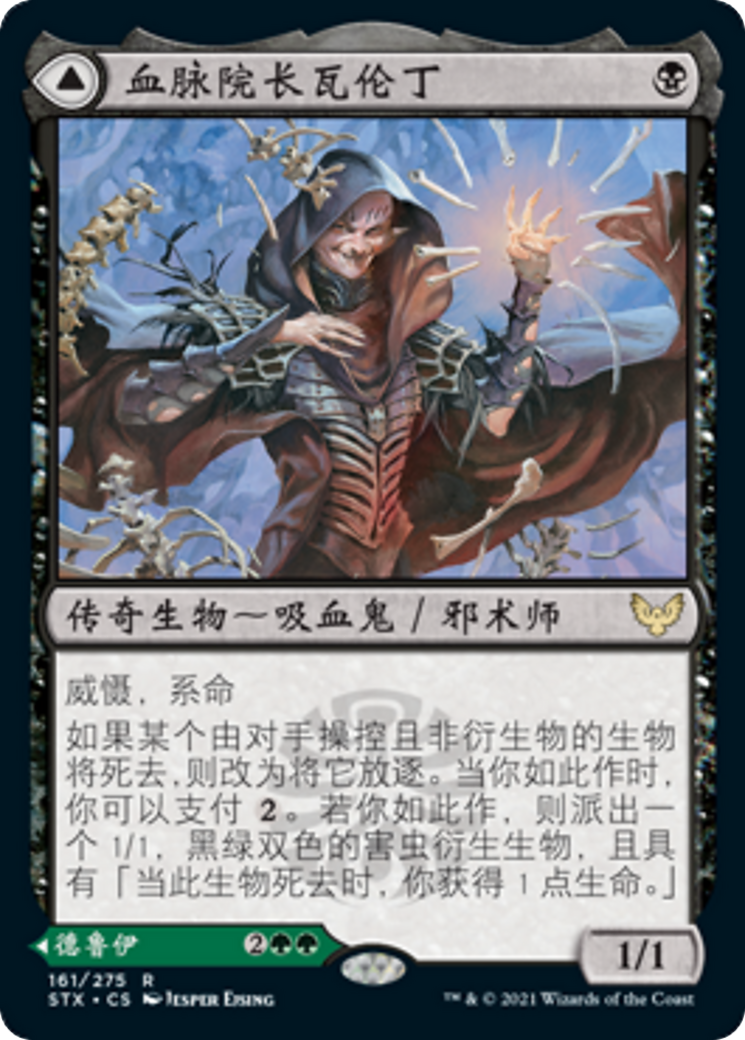 血脉院长瓦伦丁
传奇生物～吸血鬼／邪术师
威慑，系命
如果某个由对手操控且非衍生物的生物
将死去，则改为将它放逐。当你如此作时，
你可以支付 2 。若你如此作，则派出一
个 1/1，黑绿双色的害虫衍生生物，且具
有「当此生物死去时，你获得 1 点生命。」
德鲁伊 2
1/1
161/275 R
STX • CS Jesper Eising
™ & © 2021 Wizards of the Coast